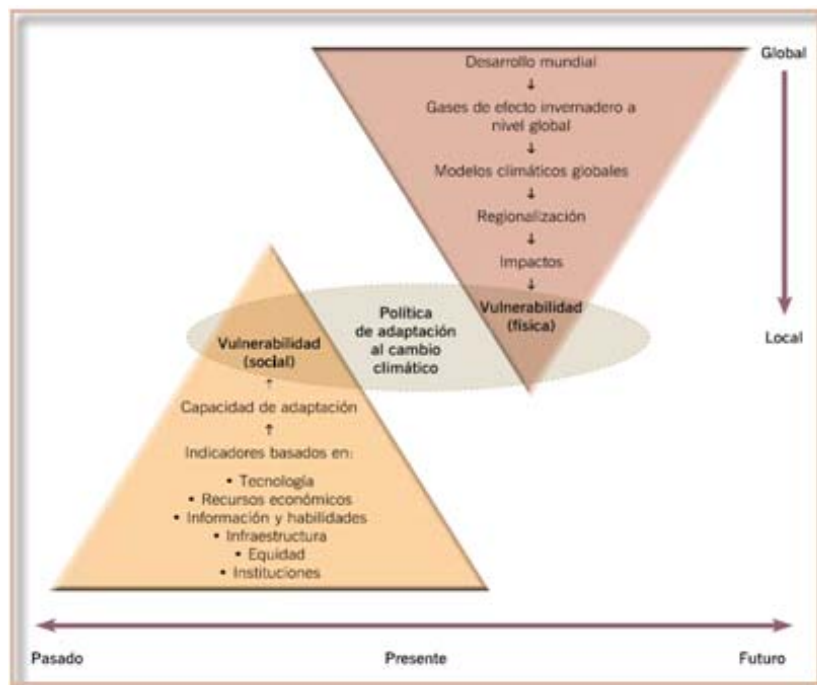 Desarrollo mundial
↓
Gases de efecto invernadero a
nivel global
↓
Modelos climáticos globales
↓
Regionalización
↓
Impactos
↓
Vulnerabilidad
(física)
Global
Local
Política
de adaptación
al cambio
climático
Vulnerabilidad
(social)
↑
Capacidad de adaptación
↑
Indicadores basados en:
• Tecnología
• Recursos económicos
• Información y habilidades
• Infraestructura
• Equidad
• Instituciones
Pasado
Presente
Futuro